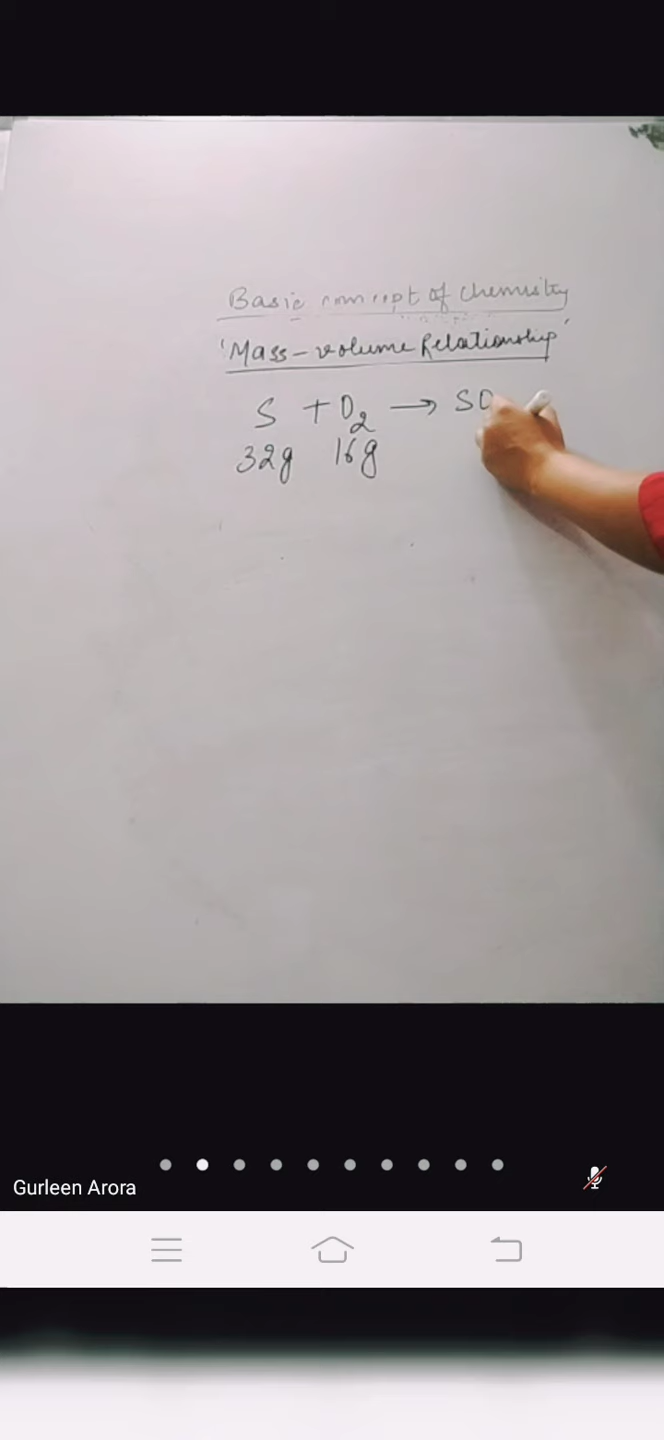 Basic concept of Chemistry
'Mass-volume Relationship'
S + O2 → SO
32g 16g
Gurleen Arora